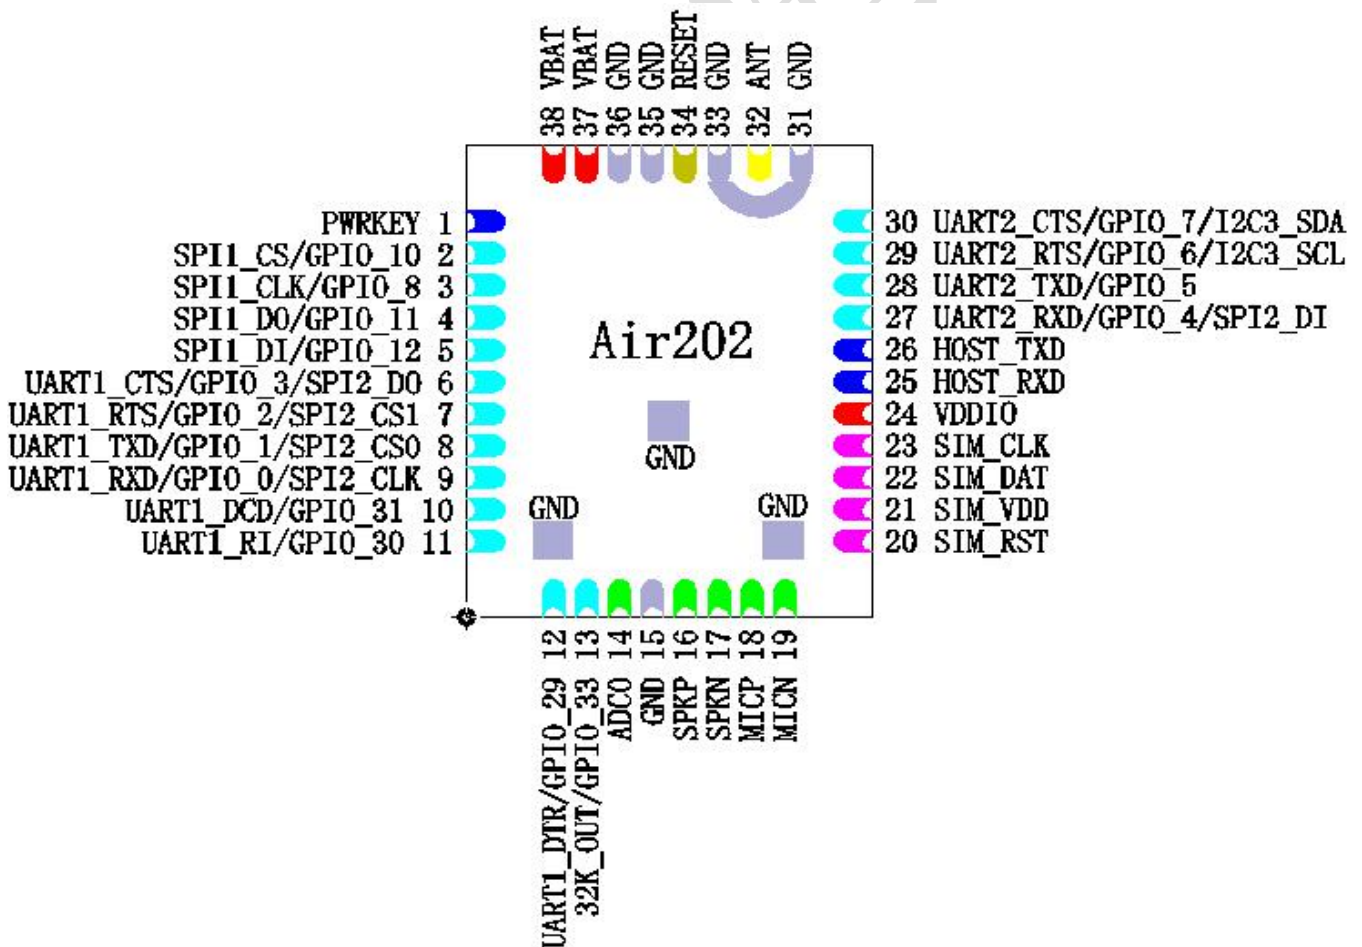 38 VBAT
37 VBAT
36 GND
35 GND
34 RESET
33 GND
32 ANT
31 GND
PWRKEY 1
SPI1_CS/GPIO_10 2
SPI1_CLK/GPIO_8 3
SPI1_DO/GPIO_11 4
SPI1_DI/GPIO_12 5
UART1_CTS/GPIO_3/SPI2_DO 6
UART1_RTS/GPIO_2/SPI2_CS1 7
UART1_TXD/GPIO_1/SPI2_CS0 8
UART1_RXD/GPIO_0/SPI2_CLK 9
UART1_DCD/GPIO_31 10
UART1_RI/GPIO_30 11
Air202
GND
GND
GND
30 UART2_CTS/GPIO_7/I2C3_SDA
29 UART2_RTS/GPIO_6/I2C3_SCL
28 UART2_TXD/GPIO_5
27 UART2_RXD/GPIO_4/SPI2_DI
26 HOST_TXD
25 HOST_RXD
24 VDDIO
23 SIM_CLK
22 SIM_DAT
21 SIM_VDD
20 SIM_RST
UART1_DTR/GPIO_29 12
32K_OUT/GPIO_33 13
ADC0 14
GND 15
SPKP 16
SPKN 17
MICP 18
MICN 19